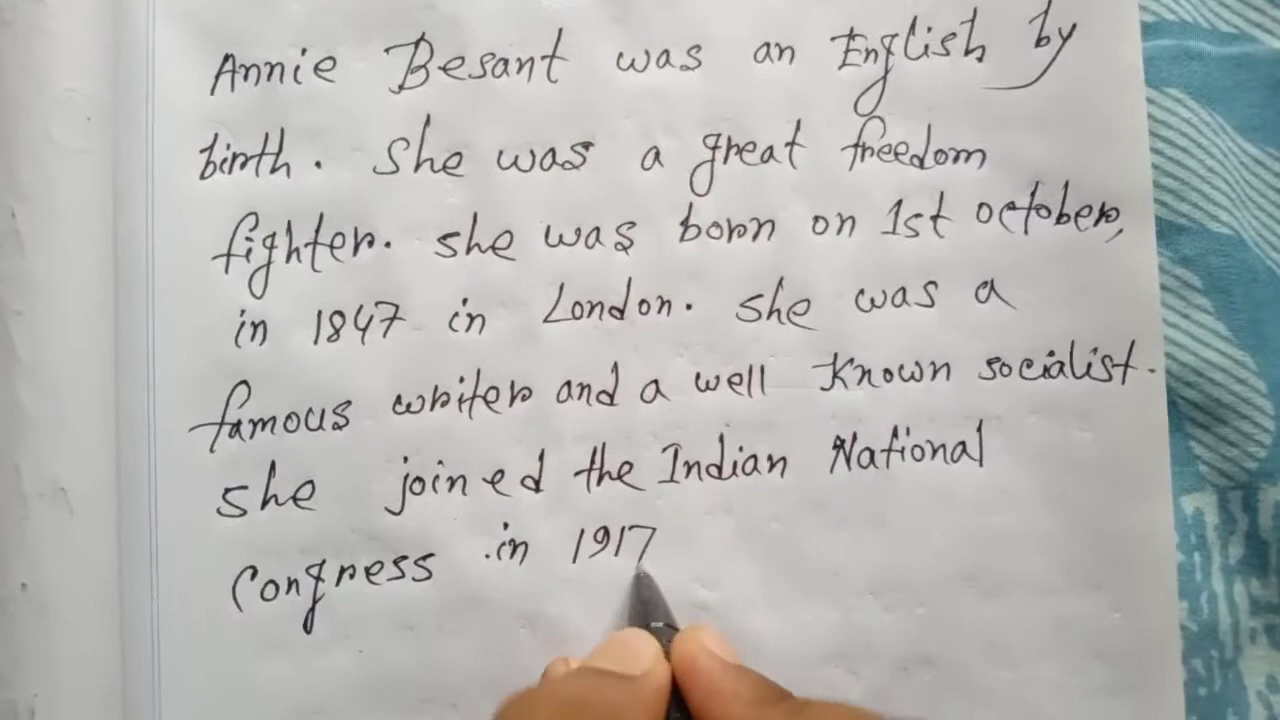 Annie Besant was an English by
birth. She was a great freedom
fighter. she was born on 1st october,
in 1847 in London. she was a
famous writer and a well known socialist.
she joined the Indian National
Congress in 1917